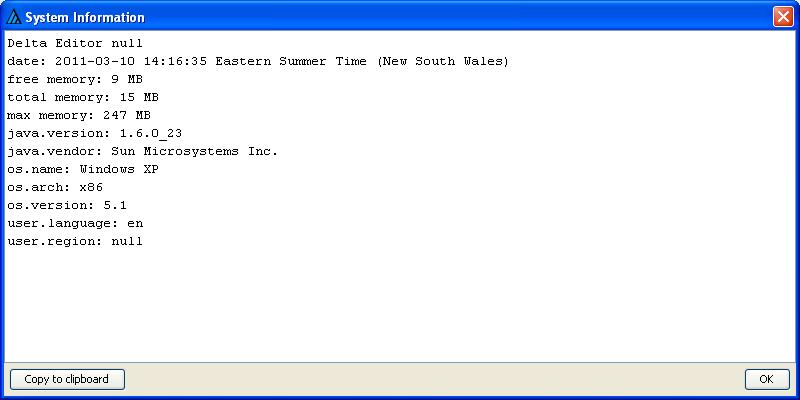 System Information
Delta Editor null
date: 2011-03-10 14:16:35 Eastern Summer Time (New South Wales)
free memory: 9 MB
total memory: 15 MB
max memory: 247 MB
java.version: 1.6.0_23
java.vendor: Sun Microsystems Inc.
os.name: Windows XP
os.arch: x86
os.version: 5.1
user.language: en
user.region: null
Copy to clipboard
OK